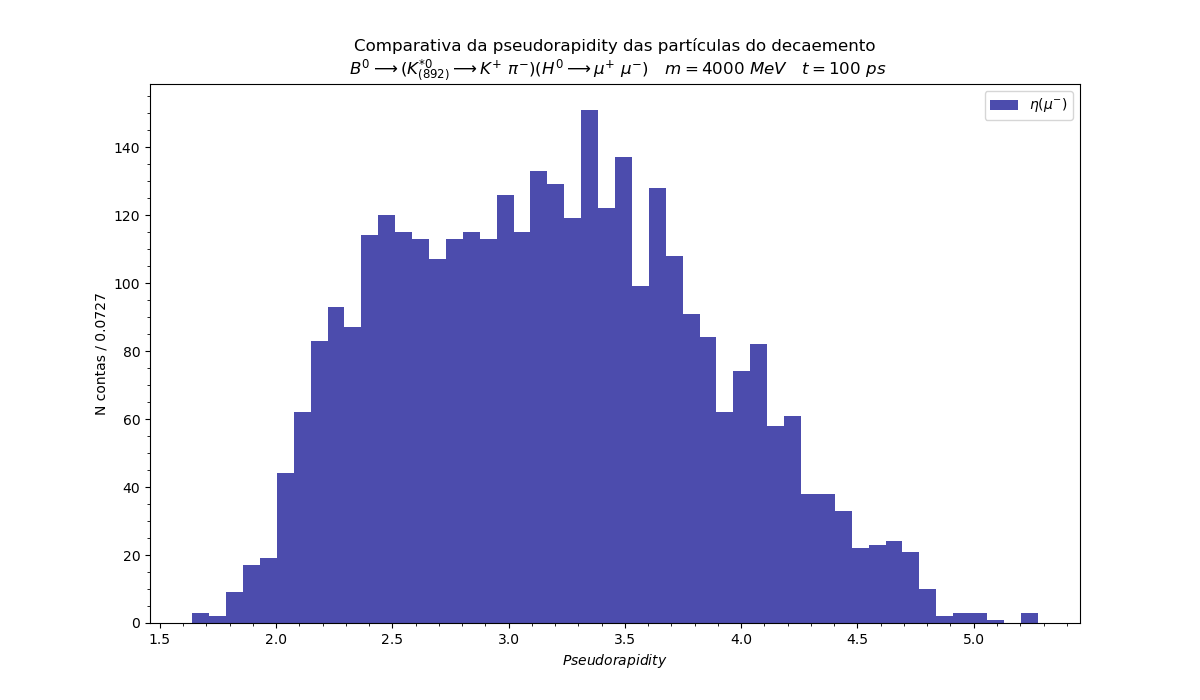 Comparativa da pseudorapidity das partículas do decaemento
B⁰ ⟶ (K*⁰₍₈₉₂₎ ⟶ K⁺ π⁻)(H⁰ ⟶ μ⁺ μ⁻) m = 4000 MeV t = 100 ps
η(μ⁻)
N contas / 0.0727
140
120
100
80
60
40
20
0
1.5 2.0 2.5 3.0 3.5 4.0 4.5 5.0
Pseudorapidity